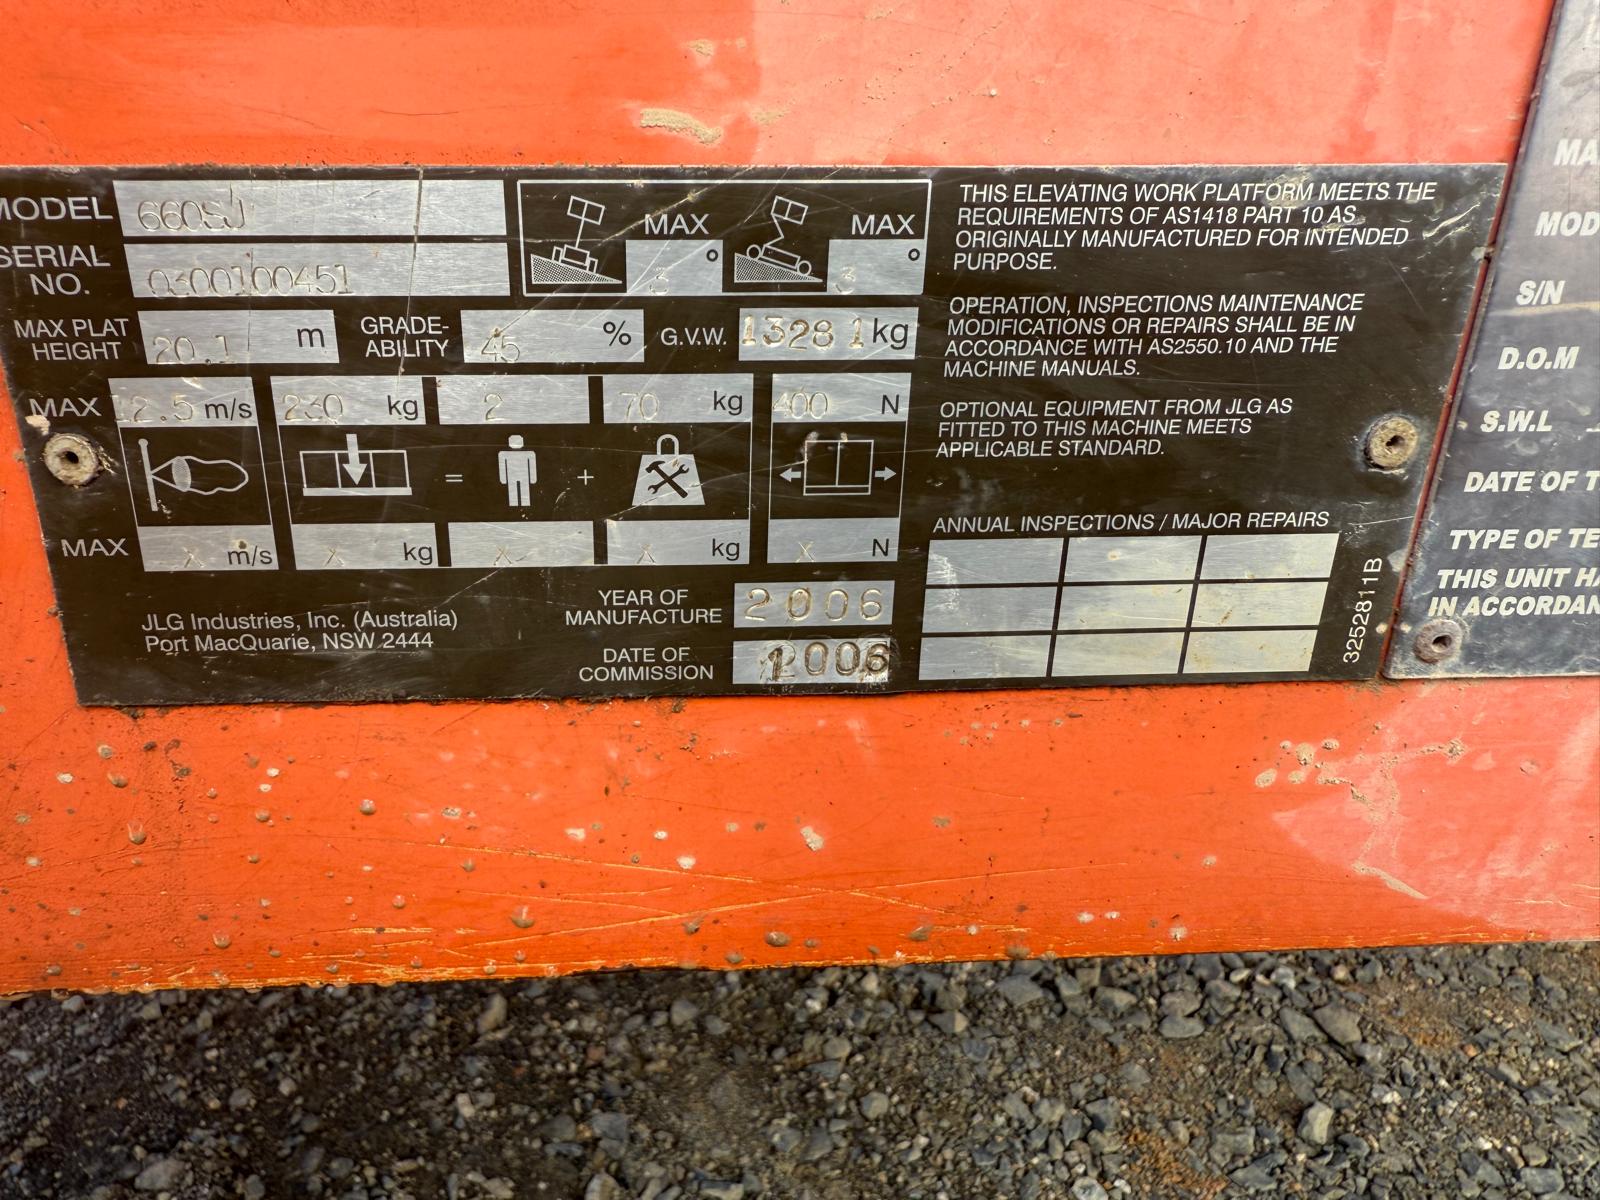 MODEL 660SJ
SERIAL NO. 0300100451
MAX PLAT HEIGHT 20.1 m
GRADE-ABILITY 45 %
G.V.W. 13281 kg
MAX 3 °
MAX 3 °
MAX 12.5 m/s 230 kg 2 70 kg 400 N
= +
MAX X m/s X kg X X kg X N
JLG Industries, Inc. (Australia)
Port MacQuarie, NSW 2444
YEAR OF MANUFACTURE 2006
DATE OF COMMISSION 2006
THIS ELEVATING WORK PLATFORM MEETS THE
REQUIREMENTS OF AS1418 PART 10 AS
ORIGINALLY MANUFACTURED FOR INTENDED
PURPOSE.
OPERATION, INSPECTIONS MAINTENANCE
MODIFICATIONS OR REPAIRS SHALL BE IN
ACCORDANCE WITH AS2550.10 AND THE
MACHINE MANUALS.
OPTIONAL EQUIPMENT FROM JLG AS
FITTED TO THIS MACHINE MEETS
APPLICABLE STANDARD.
ANNUAL INSPECTIONS / MAJOR REPAIRS
3252811B
S/N
D.O.M
S.W.L
DATE OF
TYPE OF
THIS UNIT
IN